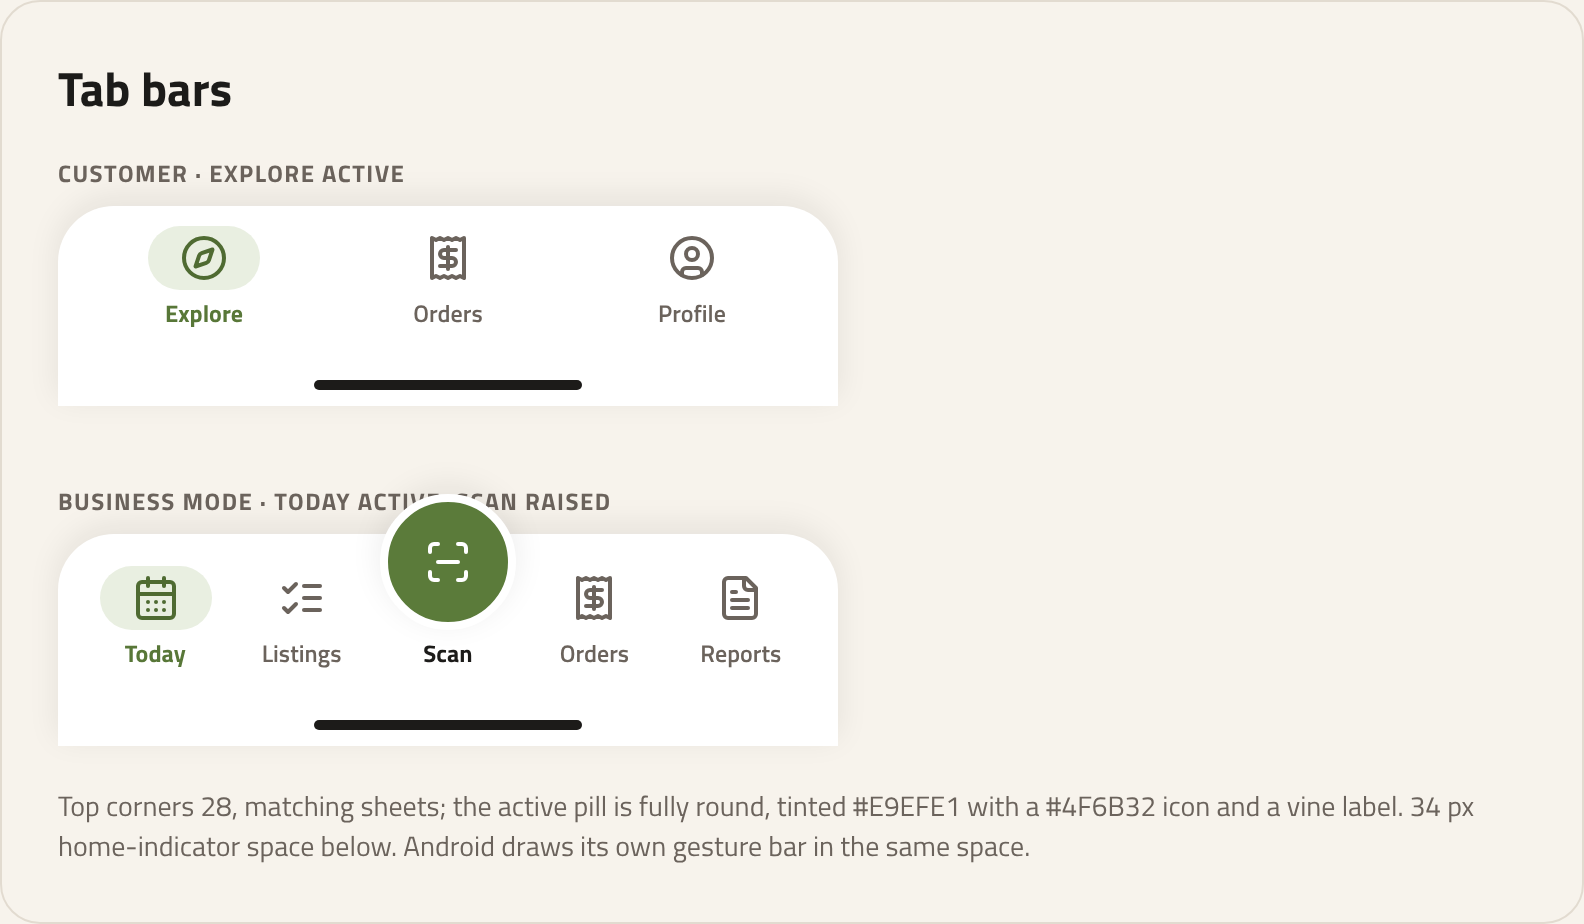 Tab bars
CUSTOMER · EXPLORE ACTIVE
Explore
Orders
Profile
BUSINESS MODE · TODAY ACTIVE SCAN RAISED
Today
Listings
Scan
Orders
Reports
Top corners 28, matching sheets; the active pill is fully round, tinted #E9EFE1 with a #4F6B32 icon and a vine label. 34 px
home-indicator space below. Android draws its own gesture bar in the same space.